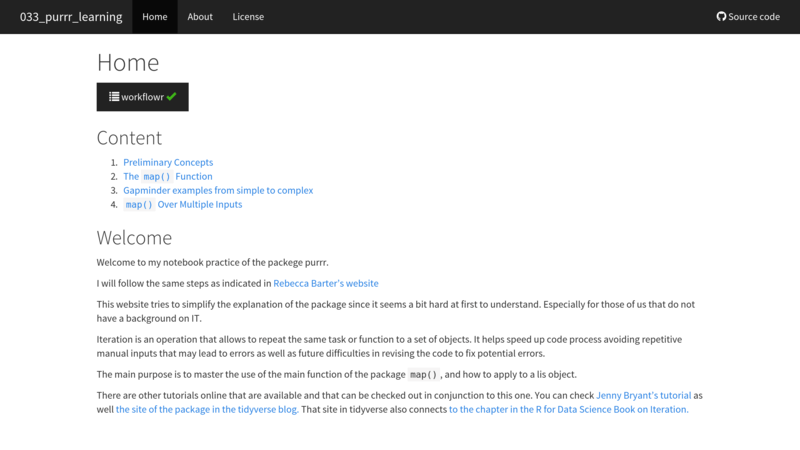 033_purrr_learning Home About License Source code
Home
workflowr
Content
1. Preliminary Concepts
2. The map() Function
3. Gapminder examples from simple to complex
4. map() Over Multiple Inputs
Welcome
Welcome to my notebook practice of the packege purrr.
I will follow the same steps as indicated in Rebecca Barter's website
This website tries to simplify the explanation of the package since it seems a bit hard at first to understand. Especially for those of us that do not
have a background on IT.
Iteration is an operation that allows to repeat the same task or function to a set of objects. It helps speed up code process avoiding repetitive
manual inputs that may lead to errors as well as future difficulties in revising the code to fix potential errors.
The main purpose is to master the use of the main function of the package map(), and how to apply to a lis object.
There are other tutorials online that are available and that can be checked out in conjunction to this one. You can check Jenny Bryant's tutorial as
well the site of the package in the tidyverse blog. That site in tidyverse also connects to the chapter in the R for Data Science Book on Iteration.